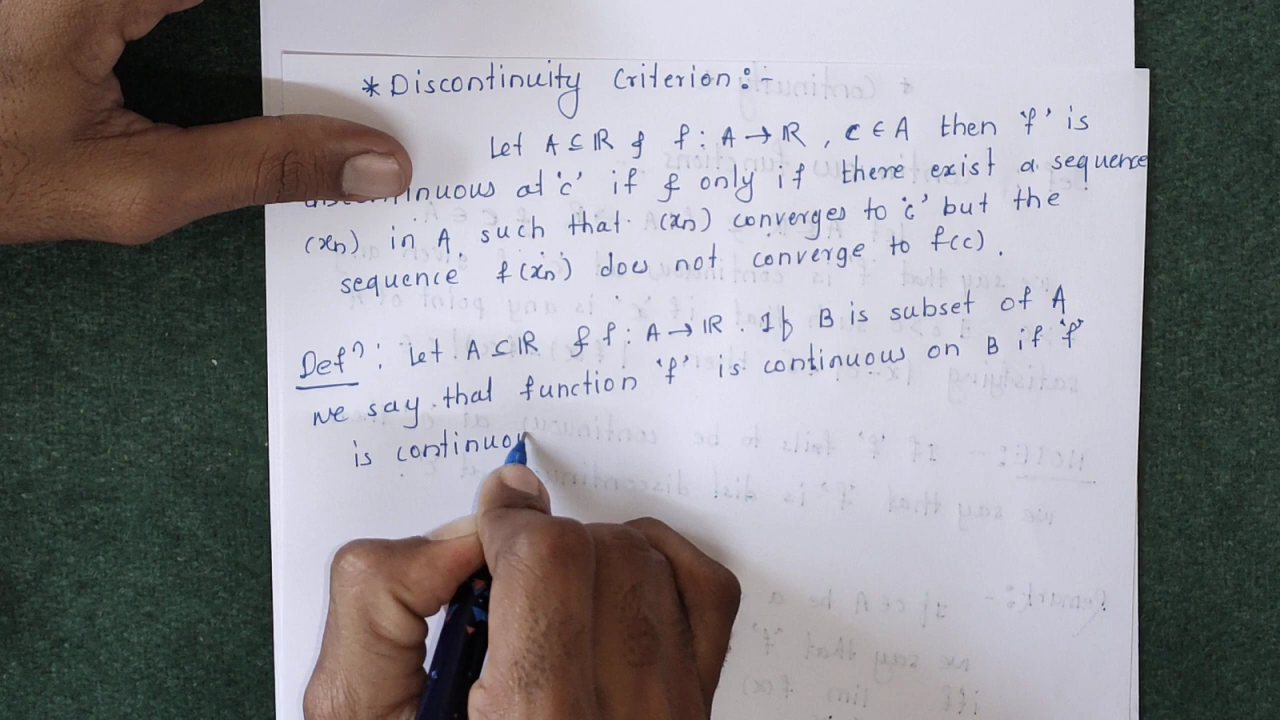 * Discontinuity Criterion:-
Let A ⊆ ℝ & f : A → ℝ , c ∈ A then 'f' is
discontinuous at 'c' if & only if there exist a sequence
(xn) in A such that (xn) converges to 'c' but the
sequence f(xn) does not converge to f(c).
Defⁿ : Let A ⊆ ℝ & f : A → ℝ . If B is subset of A
we say that function 'f' is continuous on B if 'f'
is continuou